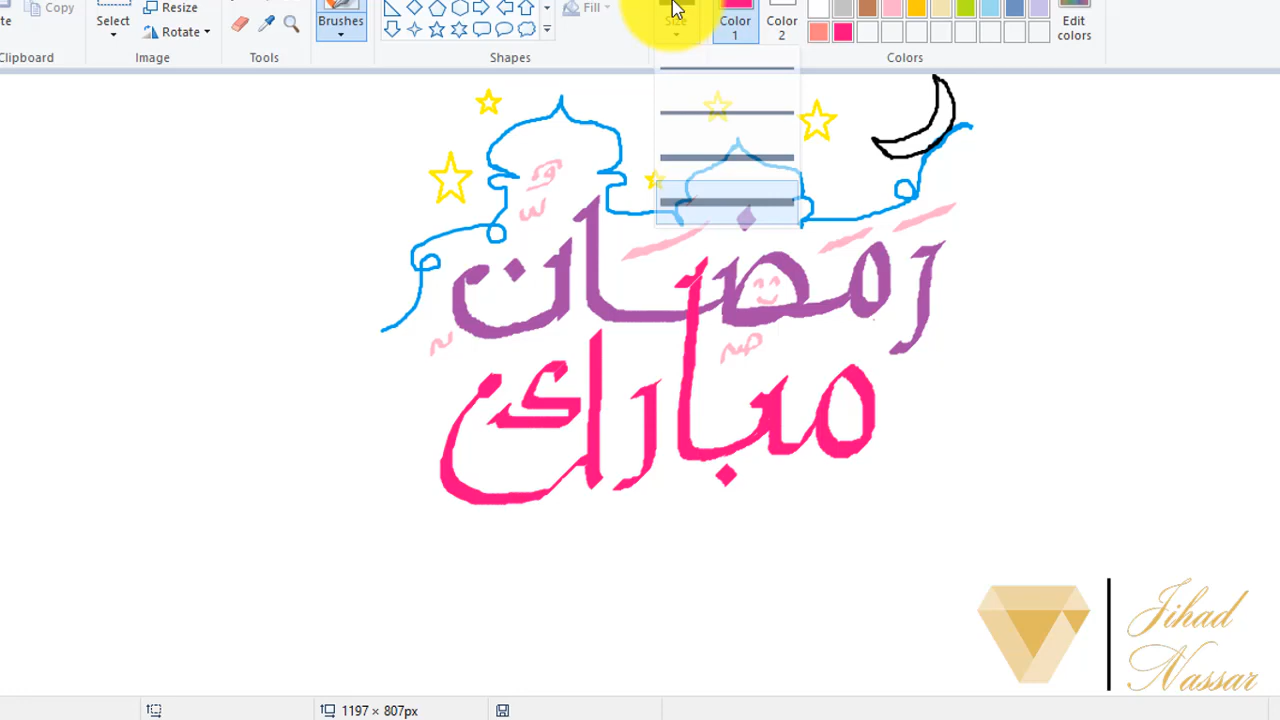 Copy
Resize
Rotate
Select
Brushes
Fill
Size
Color 1
Color 2
Edit colors
Clipboard
Image
Tools
Shapes
Colors
رمضان
مبارك
Jihad
Nassar
1197 × 807px